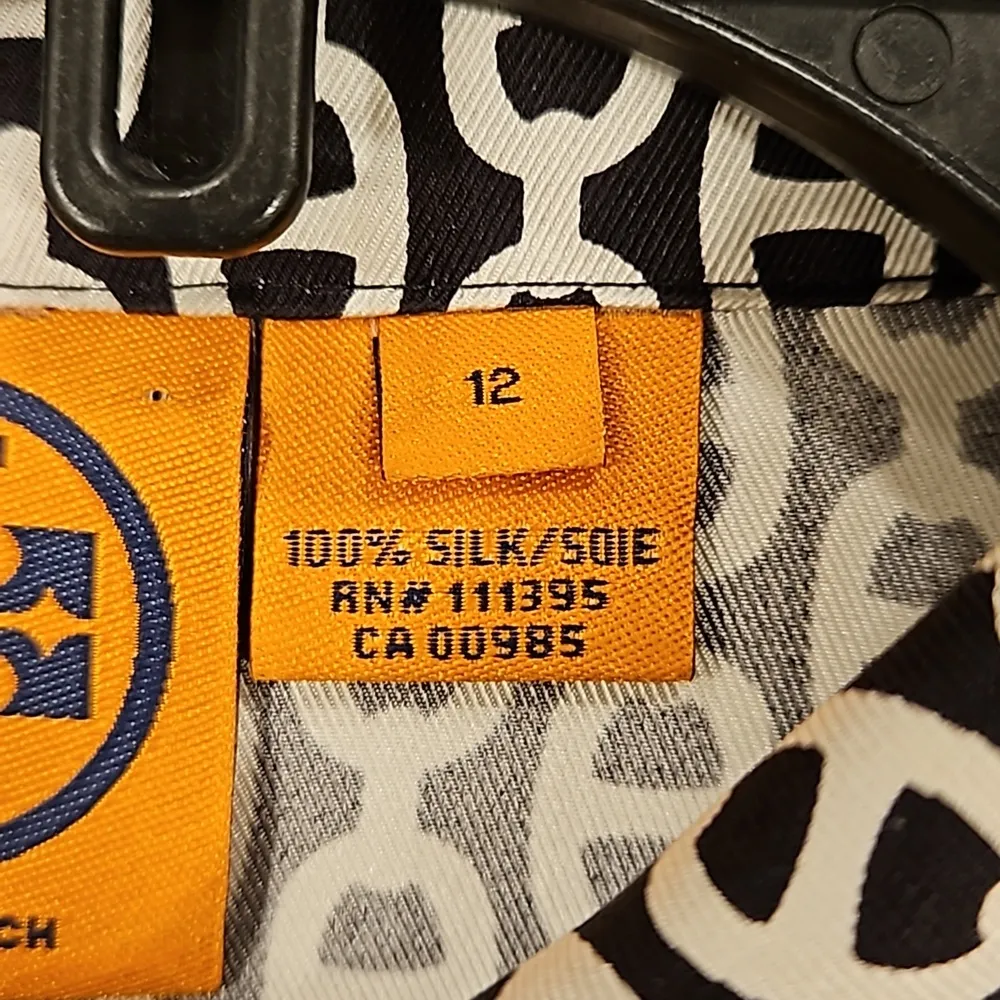 12
100% SILK/SOIE
RN# 111395
CA 00985
CH